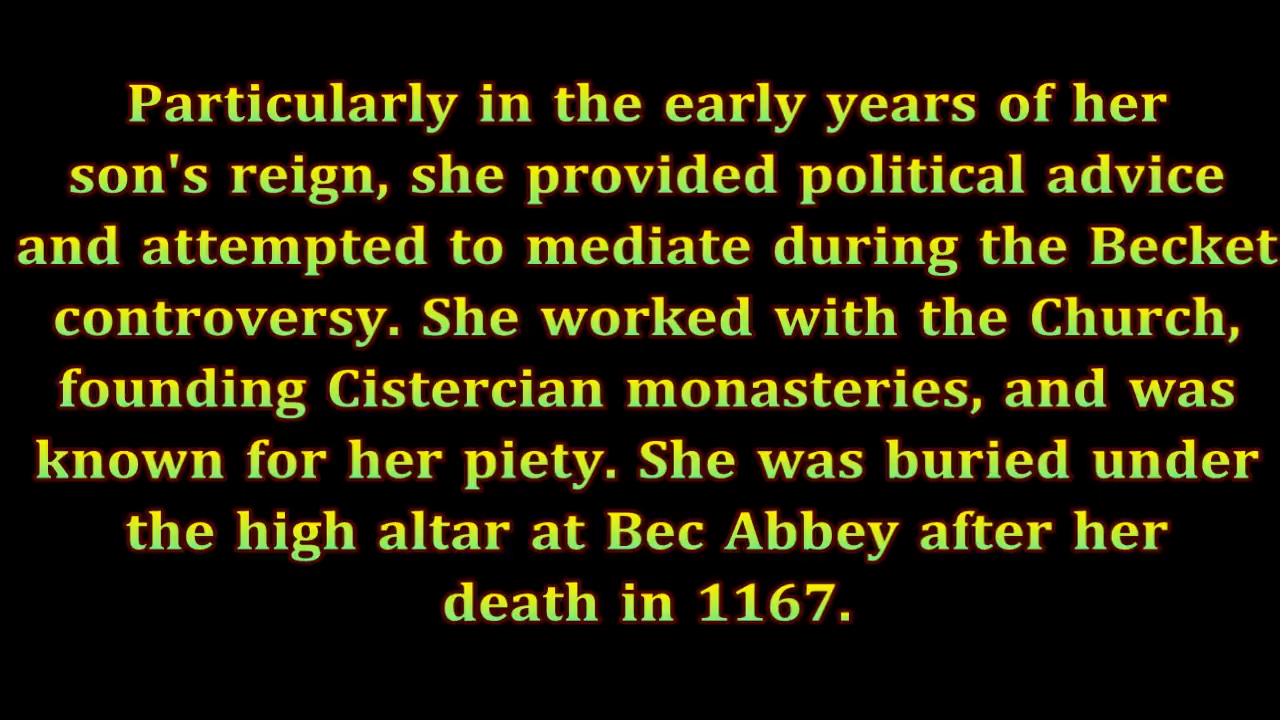 Particularly in the early years of her
son's reign, she provided political advice
and attempted to mediate during the Becket
controversy. She worked with the Church,
founding Cistercian monasteries, and was
known for her piety. She was buried under
the high altar at Bec Abbey after her
death in 1167.